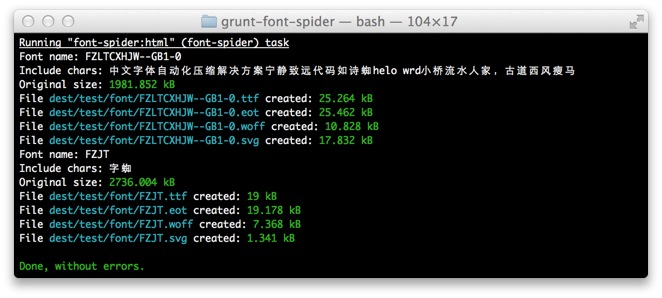 grunt-font-spider — bash — 104×17
Running "font-spider:html" (font-spider) task
Font name: FZLTCXHJW--GB1-0
Include chars: 中文字体自动化压缩解决方案宁静致远代码如诗蜘helo wrd小桥流水人家，古道西风瘦马
Original size: 1981.852 kB
File dest/test/font/FZLTCXHJW--GB1-0.ttf created: 25.264 kB
File dest/test/font/FZLTCXHJW--GB1-0.eot created: 25.462 kB
File dest/test/font/FZLTCXHJW--GB1-0.woff created: 10.828 kB
File dest/test/font/FZLTCXHJW--GB1-0.svg created: 17.832 kB
Font name: FZJT
Include chars: 字蜘
Original size: 2736.004 kB
File dest/test/font/FZJT.ttf created: 19 kB
File dest/test/font/FZJT.eot created: 19.178 kB
File dest/test/font/FZJT.woff created: 7.368 kB
File dest/test/font/FZJT.svg created: 1.341 kB
Done, without errors.